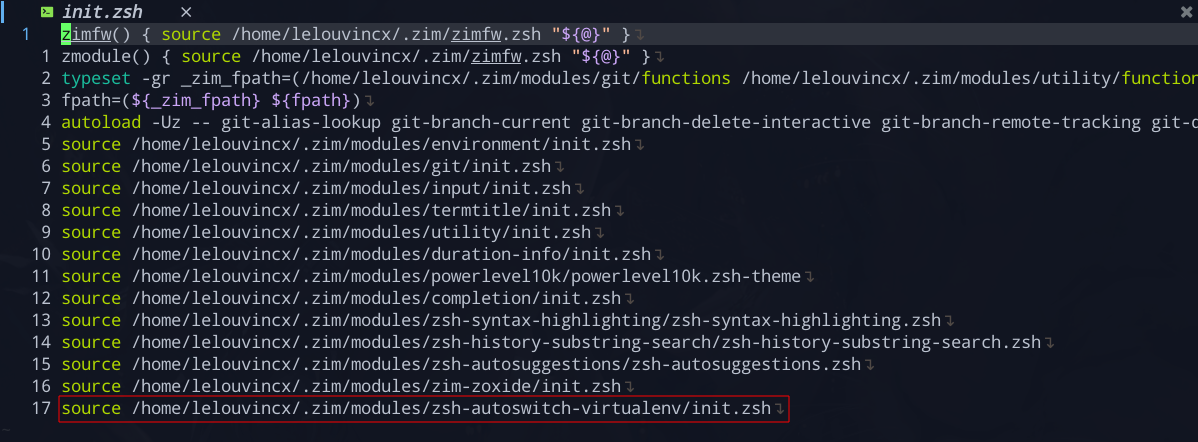 init.zsh ×
1 zimfw() { source /home/lelouvincx/.zim/zimfw.zsh "${@}" }
1 zmodule() { source /home/lelouvincx/.zim/zimfw.zsh "${@}" }
2 typeset -gr _zim_fpath=(/home/lelouvincx/.zim/modules/git/functions /home/lelouvincx/.zim/modules/utility/function
3 fpath=(${_zim_fpath} ${fpath})
4 autoload -Uz -- git-alias-lookup git-branch-current git-branch-delete-interactive git-branch-remote-tracking git-d
5 source /home/lelouvincx/.zim/modules/environment/init.zsh
6 source /home/lelouvincx/.zim/modules/git/init.zsh
7 source /home/lelouvincx/.zim/modules/input/init.zsh
8 source /home/lelouvincx/.zim/modules/termtitle/init.zsh
9 source /home/lelouvincx/.zim/modules/utility/init.zsh
10 source /home/lelouvincx/.zim/modules/duration-info/init.zsh
11 source /home/lelouvincx/.zim/modules/powerlevel10k/powerlevel10k.zsh-theme
12 source /home/lelouvincx/.zim/modules/completion/init.zsh
13 source /home/lelouvincx/.zim/modules/zsh-syntax-highlighting/zsh-syntax-highlighting.zsh
14 source /home/lelouvincx/.zim/modules/zsh-history-substring-search/zsh-history-substring-search.zsh
15 source /home/lelouvincx/.zim/modules/zsh-autosuggestions/zsh-autosuggestions.zsh
16 source /home/lelouvincx/.zim/modules/zim-zoxide/init.zsh
17 source /home/lelouvincx/.zim/modules/zsh-autoswitch-virtualenv/init.zsh
~